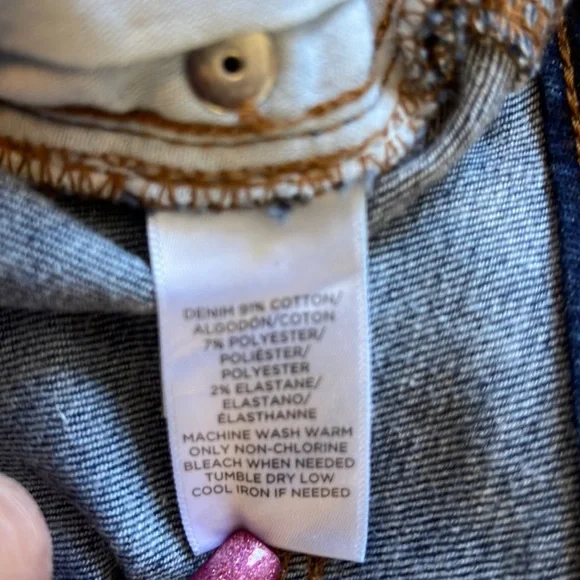 DENIM 91% COTTON/
ALGODÓN/COTON
7% POLYESTER/
POLIÉSTER/
POLYESTER
2% ELASTANE/
ELASTANO/
ÉLASTHANNE
MACHINE WASH WARM
ONLY NON-CHLORINE
BLEACH WHEN NEEDED
TUMBLE DRY LOW
COOL IRON IF NEEDED